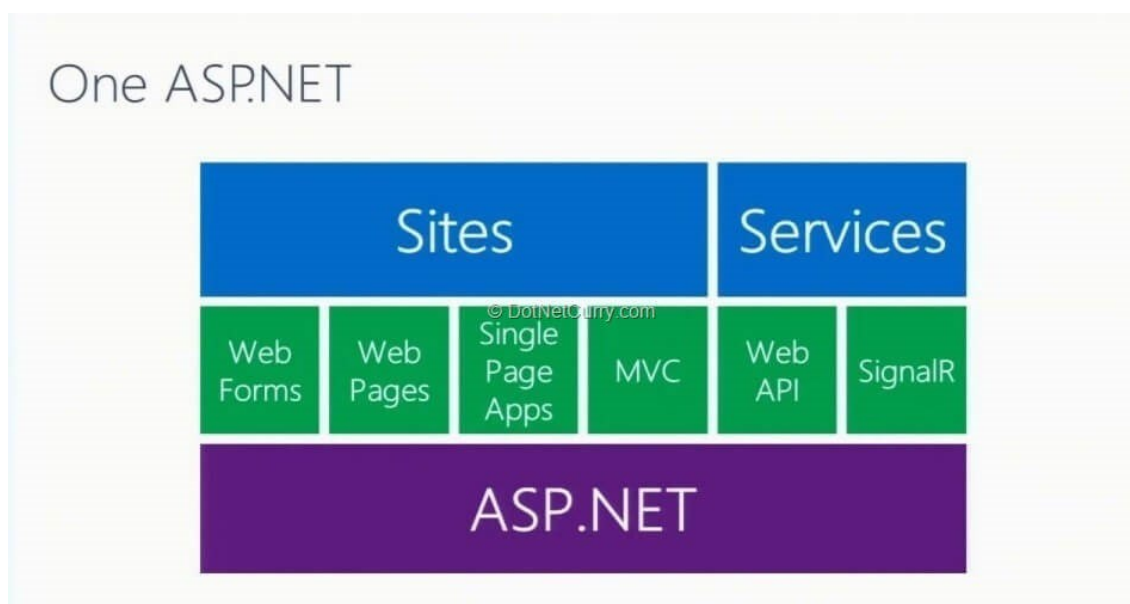 One ASP.NET
Sites
Services
© DotNetCurry.com
Web
Forms
Web
Pages
Single
Page
Apps
MVC
Web
API
SignalR
ASP.NET